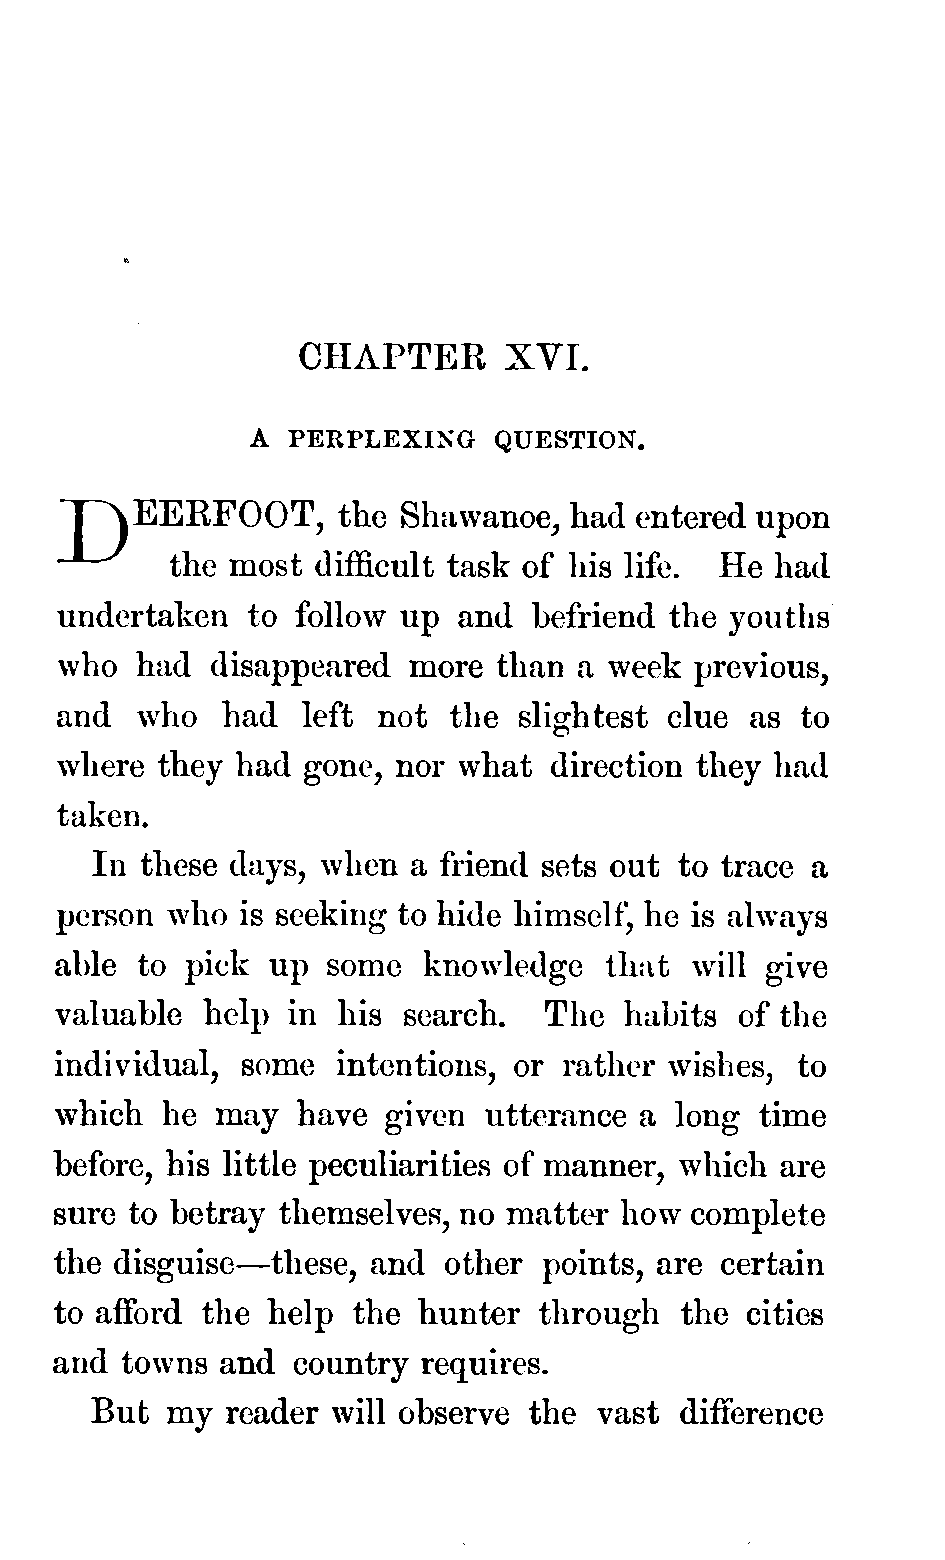 CHAPTER XVI.
A PERPLEXING QUESTION.
DEERFOOT, the Shawanoe, had entered upon
the most difficult task of his life. He had
undertaken to follow up and befriend the youths
who had disappeared more than a week previous,
and who had left not the slightest clue as to
where they had gone, nor what direction they had
taken.
In these days, when a friend sets out to trace a
person who is seeking to hide himself, he is always
able to pick up some knowledge that will give
valuable help in his search. The habits of the
individual, some intentions, or rather wishes, to
which he may have given utterance a long time
before, his little peculiarities of manner, which are
sure to betray themselves, no matter how complete
the disguise—these, and other points, are certain
to afford the help the hunter through the cities
and towns and country requires.
But my reader will observe the vast difference